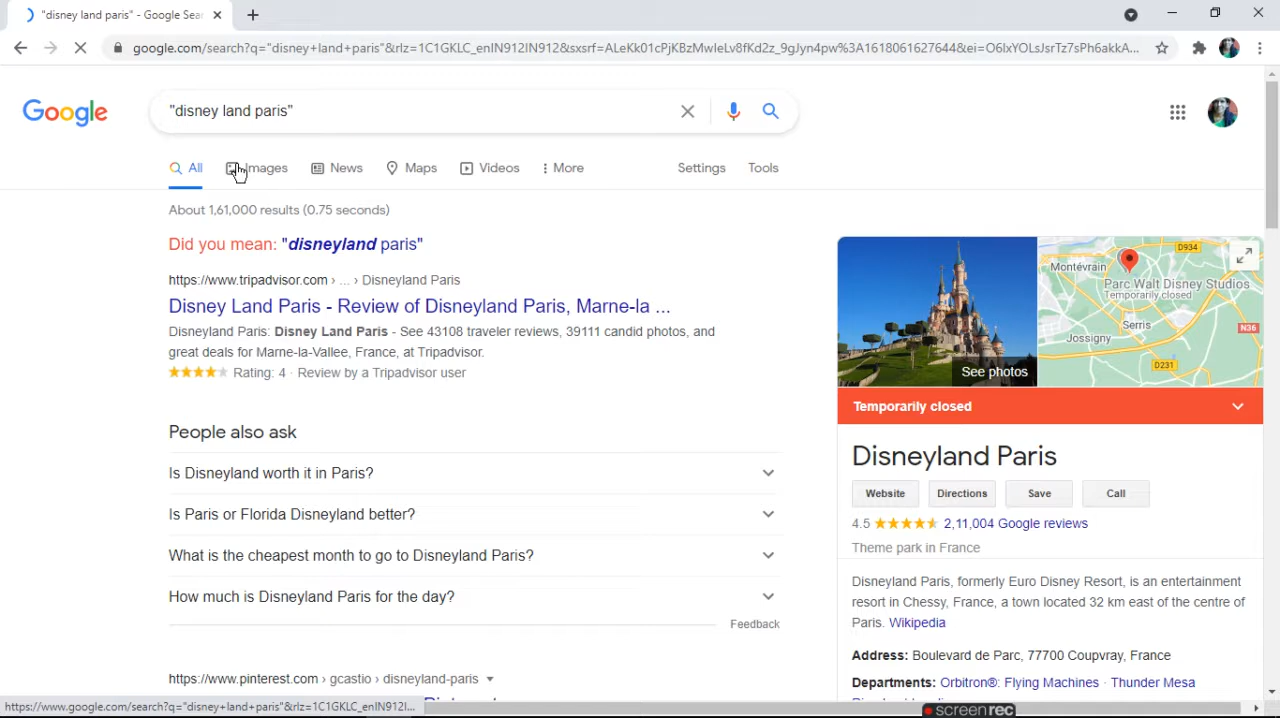 "disney land paris" - Google Sea
google.com/search?q="disney+land+paris"&rlz=1C1GKLC_enIN912IN912&sxsrf=ALeKk01cPjKBzMwIeLv8fKd2z_9gJyn4pw%3A1618061627644&ei=O6lxYOLsJsrTz7sPh6akkA...
Google
"disney land paris"
All
Images
News
Maps
Videos
More
Settings
Tools
About 1,61,000 results (0.75 seconds)
Did you mean: "disneyland paris"
https://www.tripadvisor.com › ... › Disneyland Paris
Disney Land Paris - Review of Disneyland Paris, Marne-la ...
Disneyland Paris: Disney Land Paris - See 43108 traveler reviews, 39111 candid photos, and
great deals for Marne-la-Vallee, France, at Tripadvisor.
Rating: 4 · Review by a Tripadvisor user
People also ask
Is Disneyland worth it in Paris?
Is Paris or Florida Disneyland better?
What is the cheapest month to go to Disneyland Paris?
How much is Disneyland Paris for the day?
Feedback
https://www.pinterest.com › gcastio › disneyland-paris
See photos
D934
Montévrain
Parc Walt Disney Studios
Temporarily closed
Serris
N36
Jossigny
D231
Temporarily closed
Disneyland Paris
Website
Directions
Save
Call
4.5
2,11,004 Google reviews
Theme park in France
Disneyland Paris, formerly Euro Disney Resort, is an entertainment
resort in Chessy, France, a town located 32 km east of the centre of
Paris. Wikipedia
Address: Boulevard de Parc, 77700 Coupvray, France
Departments: Orbitron®: Flying Machines · Thunder Mesa
https://www.google.com/search?q="disney+land+paris"&rlz=1C1GKLC_enIN912I...
screenrec